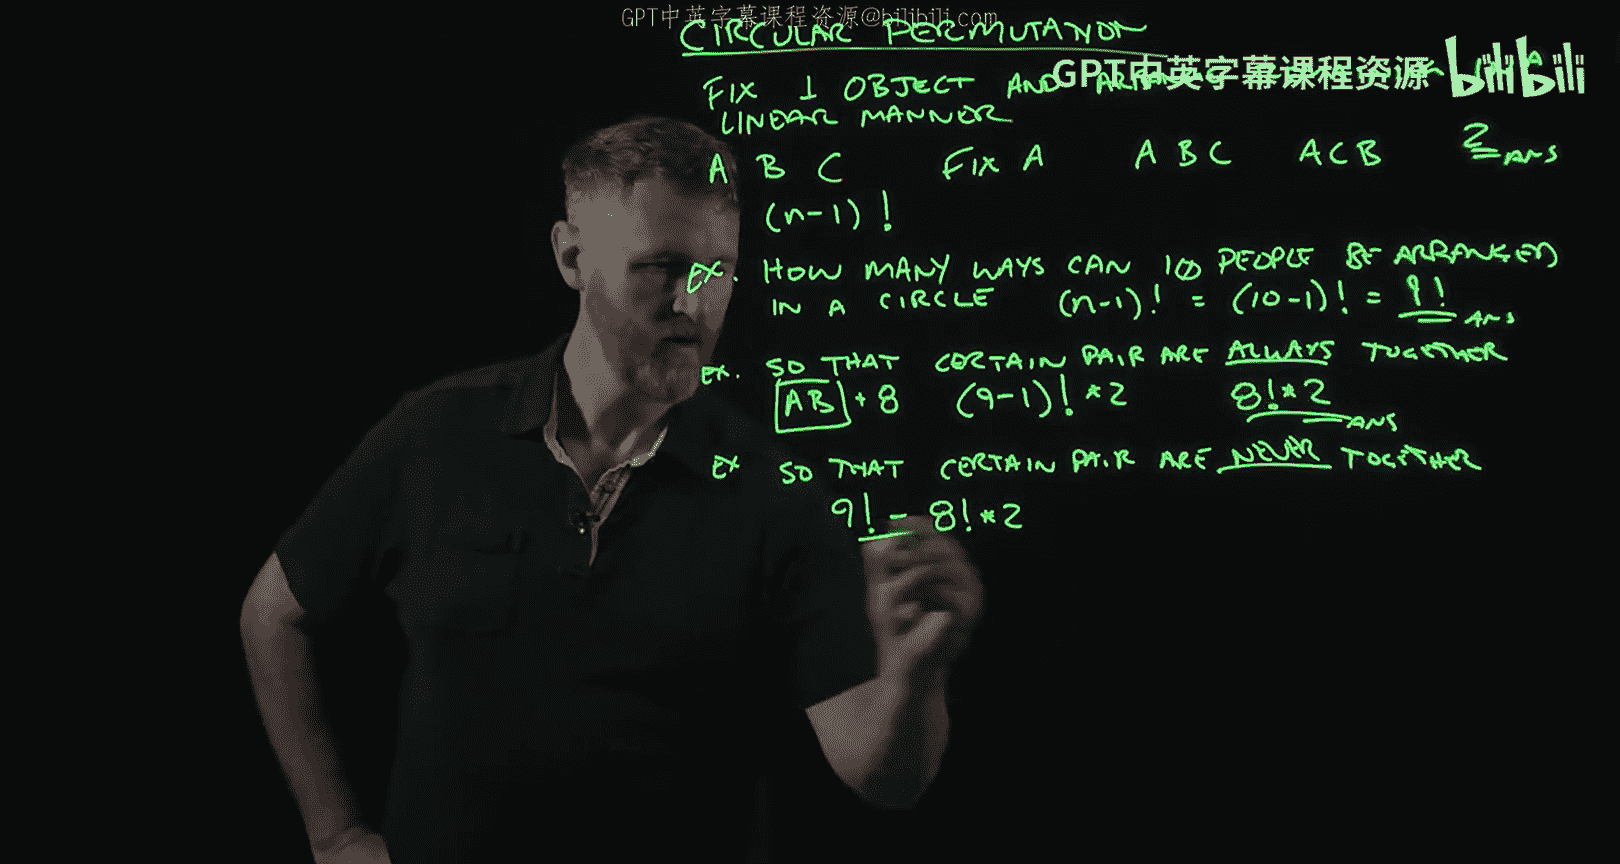 GPT中英字幕课程资源@bilibili.com
CIRCULAR PERMUTATION
GPT中英字幕课程资源 bilibili
FIX 1 OBJECT AND
LINEAR MANNER
A B C FIX A A B C A C B 2 ANS
(n-1)!
EX. HOW MANY WAYS CAN 10 PEOPLE BE ARRANGED
IN A CIRCLE (n-1)! = (10-1)! = 9! ANS
EX. SO THAT CERTAIN PAIR ARE ALWAYS TOGETHER
AB + 8 (9-1)! * 2 8! * 2 ANS
EX SO THAT CERTAIN PAIR ARE NEVER TOGETHER
9! - 8! * 2